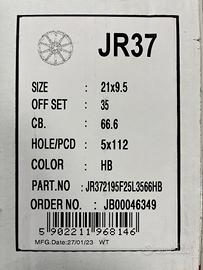 JR37
SIZE : 21x9.5
OFF SET : 35
CB. : 66.6
HOLE/PCD : 5x112
COLOR : HB
PART.NO : JR372195F25L3566HB
ORDER NO. : JB00046349
5 902211 968146
MFG.Date:27/01/23 WT